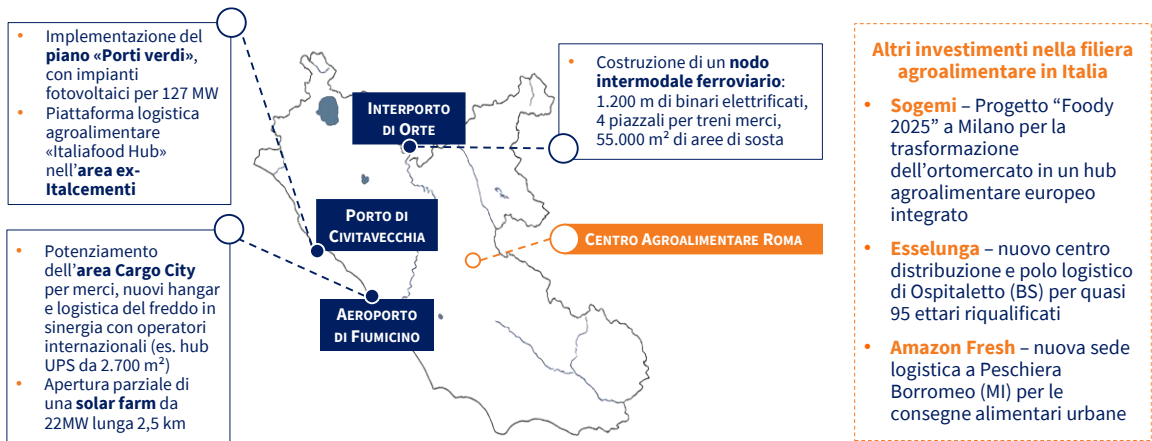 • Implementazione del
piano «Porti verdi»,
con impianti
fotovoltaici per 127 MW
• Piattaforma logistica
agroalimentare
«Italiafood Hub»
nell'area ex-
Italcementi
• Potenziamento
dell'area Cargo City
per merci, nuovi hangar
e logistica del freddo in
sinergia con operatori
internazionali (es. hub
UPS da 2.700 m²)
• Apertura parziale di
una solar farm da
22MW lunga 2,5 km
INTERPORTO
DI ORTE
PORTO DI
CIVITAVECCHIA
AEROPORTO
DI FIUMICINO
• Costruzione di un nodo
intermodale ferroviario:
1.200 m di binari elettrificati,
4 piazzali per treni merci,
55.000 m² di aree di sosta
CENTRO AGROALIMENTARE ROMA
Altri investimenti nella filiera
agroalimentare in Italia
• Sogemi – Progetto “Foody
2025” a Milano per la
trasformazione
dell'ortomercato in un hub
agroalimentare europeo
integrato
• Esselunga – nuovo centro
distribuzione e polo logistico
di Ospitaletto (BS) per quasi
95 ettari riqualificati
• Amazon Fresh – nuova sede
logistica a Peschiera
Borromeo (MI) per le
consegne alimentari urbane